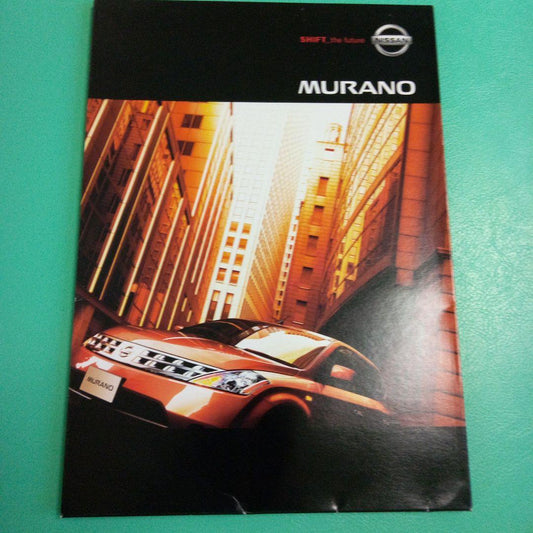 SHIFT_the future
NISSAN
MURANO
MURANO